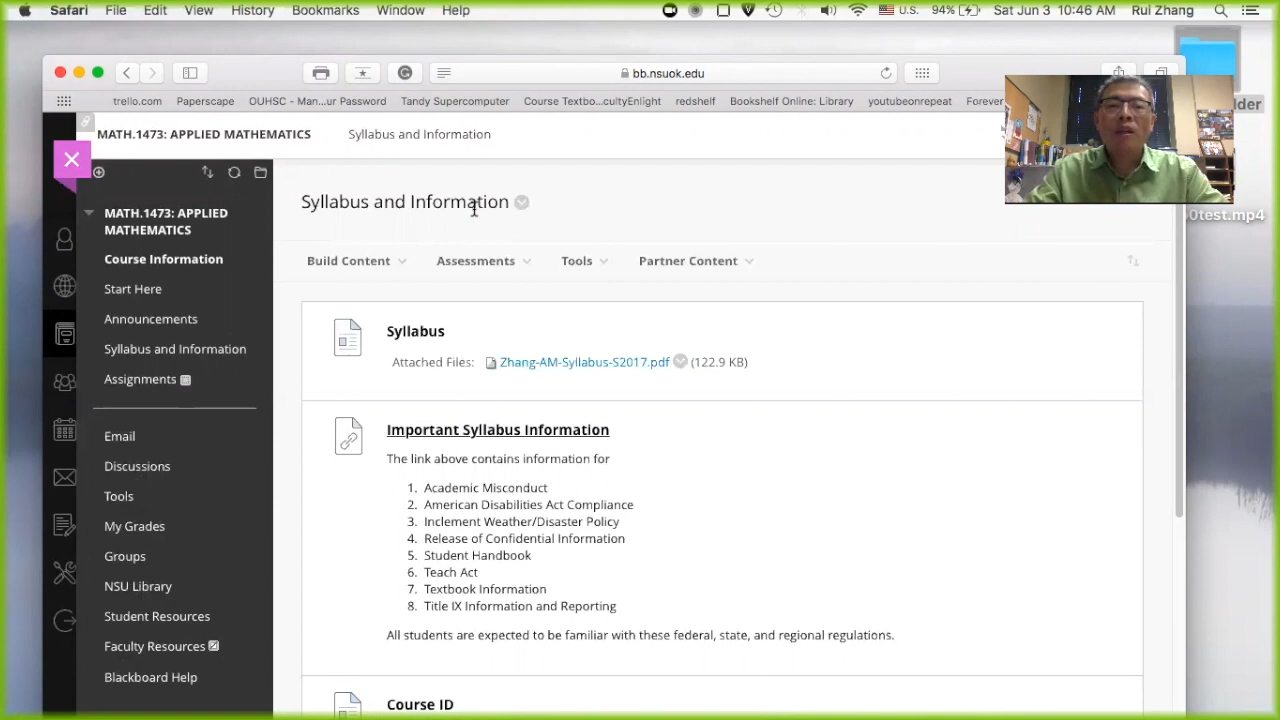 Safari File Edit View History Bookmarks Window Help U.S. 94% Sat Jun 3 10:46 AM Rui Zhang
bb.nsuok.edu
trello.com Paperscape OUHSC - Man...ur Password Tandy Supercomputer Course Textbo...cultyEnlight redshelf Bookshelf Online: Library youtubeonrepeat Forever
MATH.1473: APPLIED MATHEMATICS Syllabus and Information
MATH.1473: APPLIED
MATHEMATICS
Course Information
Start Here
Announcements
Syllabus and Information
Assignments
Email
Discussions
Tools
My Grades
Groups
NSU Library
Student Resources
Faculty Resources
Blackboard Help
Syllabus and Information
Build Content Assessments Tools Partner Content
Syllabus
Attached Files: Zhang-AM-Syllabus-S2017.pdf (122.9 KB)
Important Syllabus Information
The link above contains information for
1. Academic Misconduct
2. American Disabilities Act Compliance
3. Inclement Weather/Disaster Policy
4. Release of Confidential Information
5. Student Handbook
6. Teach Act
7. Textbook Information
8. Title IX Information and Reporting
All students are expected to be familiar with these federal, state, and regional regulations.
Course ID